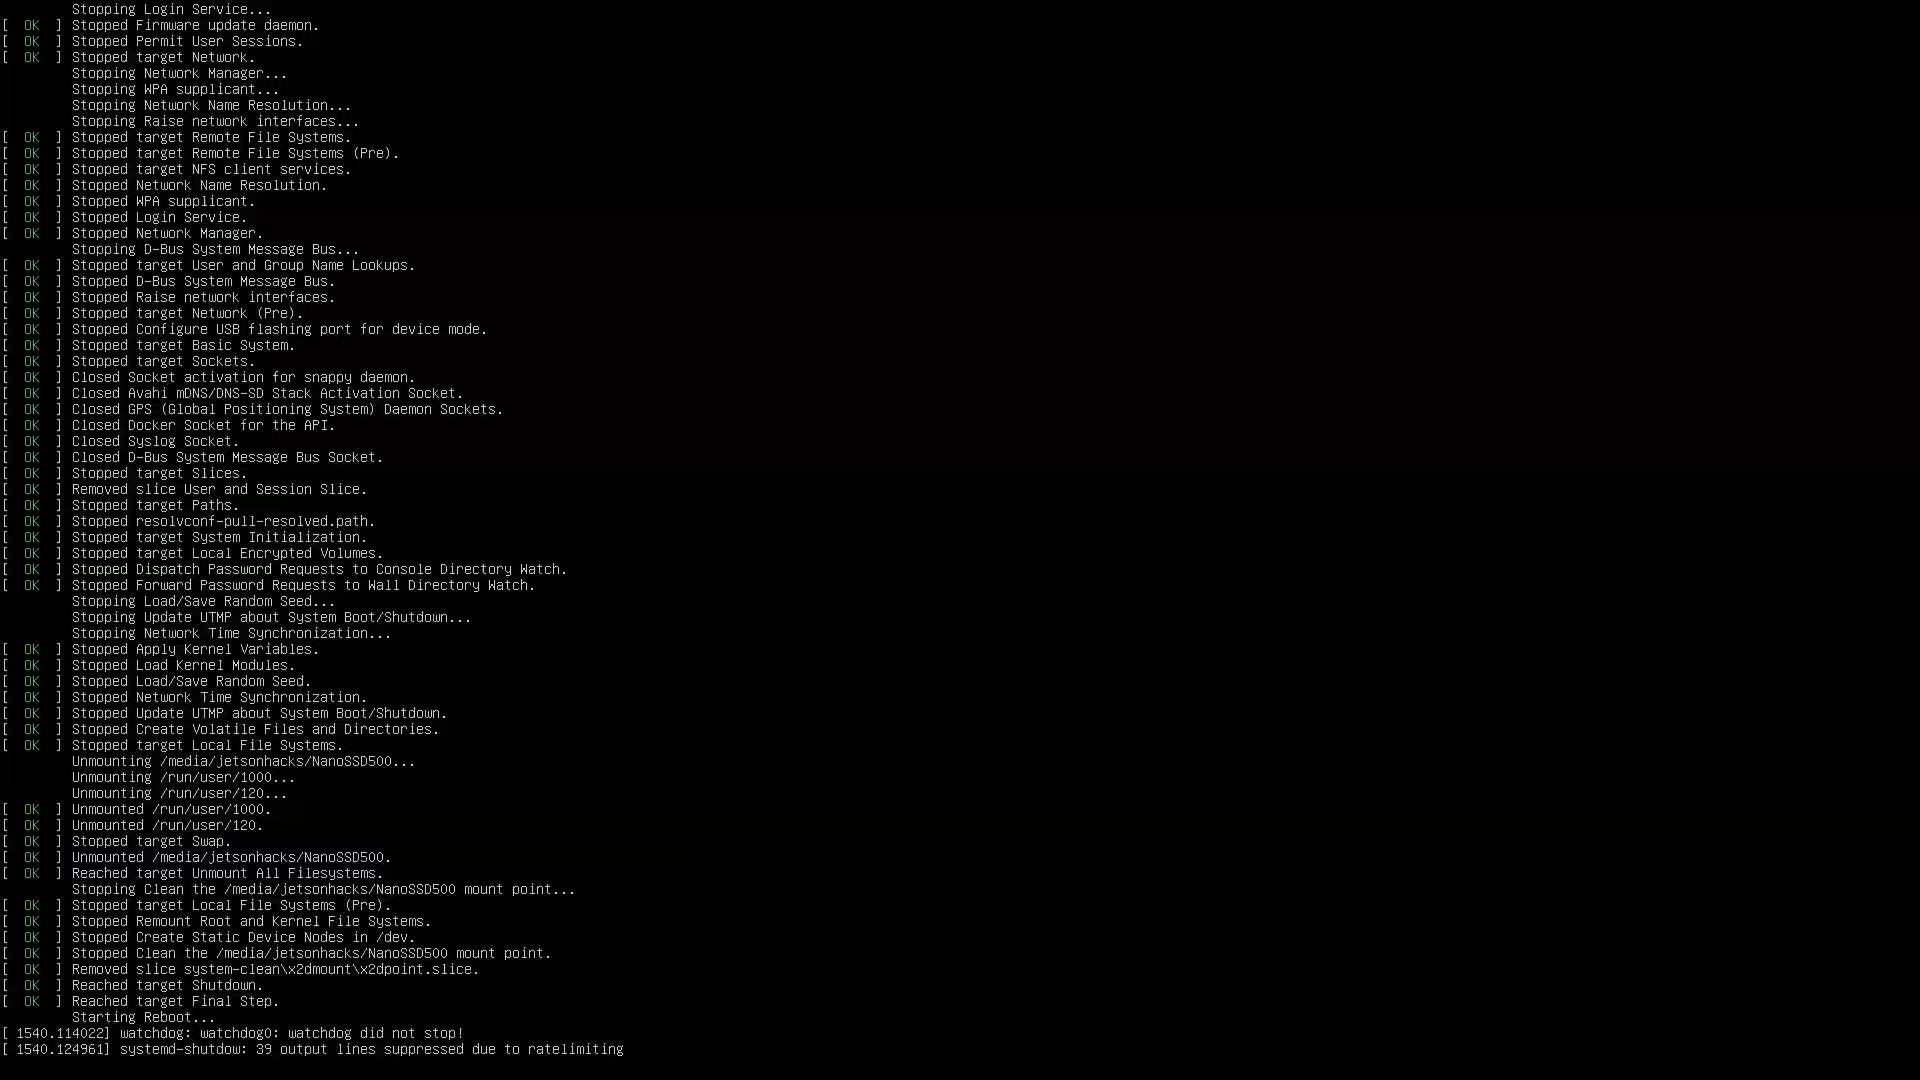 Stopping Login Service...
[  OK  ] Stopped Firmware update daemon.
[  OK  ] Stopped Permit User Sessions.
[  OK  ] Stopped target Network.
Stopping Network Manager...
Stopping WPA supplicant...
Stopping Network Name Resolution...
Stopping Raise network interfaces...
[  OK  ] Stopped target Remote File Systems.
[  OK  ] Stopped target Remote File Systems (Pre).
[  OK  ] Stopped target NFS client services.
[  OK  ] Stopped Network Name Resolution.
[  OK  ] Stopped WPA supplicant.
[  OK  ] Stopped Login Service.
[  OK  ] Stopped Network Manager.
Stopping D-Bus System Message Bus...
[  OK  ] Stopped target User and Group Name Lookups.
[  OK  ] Stopped D-Bus System Message Bus.
[  OK  ] Stopped Raise network interfaces.
[  OK  ] Stopped target Network (Pre).
[  OK  ] Stopped Configure USB flashing port for device mode.
[  OK  ] Stopped target Basic System.
[  OK  ] Stopped target Sockets.
[  OK  ] Closed Socket activation for snappy daemon.
[  OK  ] Closed Avahi mDNS/DNS-SD Stack Activation Socket.
[  OK  ] Closed GPS (Global Positioning System) Daemon Sockets.
[  OK  ] Closed Docker Socket for the API.
[  OK  ] Closed Syslog Socket.
[  OK  ] Closed D-Bus System Message Bus Socket.
[  OK  ] Stopped target Slices.
[  OK  ] Removed slice User and Session Slice.
[  OK  ] Stopped target Paths.
[  OK  ] Stopped resolvconf-pull-resolved.path.
[  OK  ] Stopped target System Initialization.
[  OK  ] Stopped target Local Encrypted Volumes.
[  OK  ] Stopped Dispatch Password Requests to Console Directory Watch.
[  OK  ] Stopped Forward Password Requests to Wall Directory Watch.
Stopping Load/Save Random Seed...
Stopping Update UTMP about System Boot/Shutdown...
Stopping Network Time Synchronization...
[  OK  ] Stopped Apply Kernel Variables.
[  OK  ] Stopped Load Kernel Modules.
[  OK  ] Stopped Load/Save Random Seed.
[  OK  ] Stopped Network Time Synchronization.
[  OK  ] Stopped Update UTMP about System Boot/Shutdown.
[  OK  ] Stopped Create Volatile Files and Directories.
[  OK  ] Stopped target Local File Systems.
Unmounting /media/jetsonhacks/NanoSSD500...
Unmounting /run/user/1000...
Unmounting /run/user/120...
[  OK  ] Unmounted /run/user/1000.
[  OK  ] Unmounted /run/user/120.
[  OK  ] Stopped target Swap.
[  OK  ] Unmounted /media/jetsonhacks/NanoSSD500.
[  OK  ] Reached target Unmount All Filesystems.
Stopping Clean the /media/jetsonhacks/NanoSSD500 mount point...
[  OK  ] Stopped target Local File Systems (Pre).
[  OK  ] Stopped Remount Root and Kernel File Systems.
[  OK  ] Stopped Create Static Device Nodes in /dev.
[  OK  ] Stopped Clean the /media/jetsonhacks/NanoSSD500 mount point.
[  OK  ] Removed slice system-clean\x2dmount\x2dpoint.slice.
[  OK  ] Reached target Shutdown.
[  OK  ] Reached target Final Step.
Starting Reboot...
[ 1540.114022] watchdog: watchdog0: watchdog did not stop!
[ 1540.124961] systemd-shutdow: 39 output lines suppressed due to ratelimiting